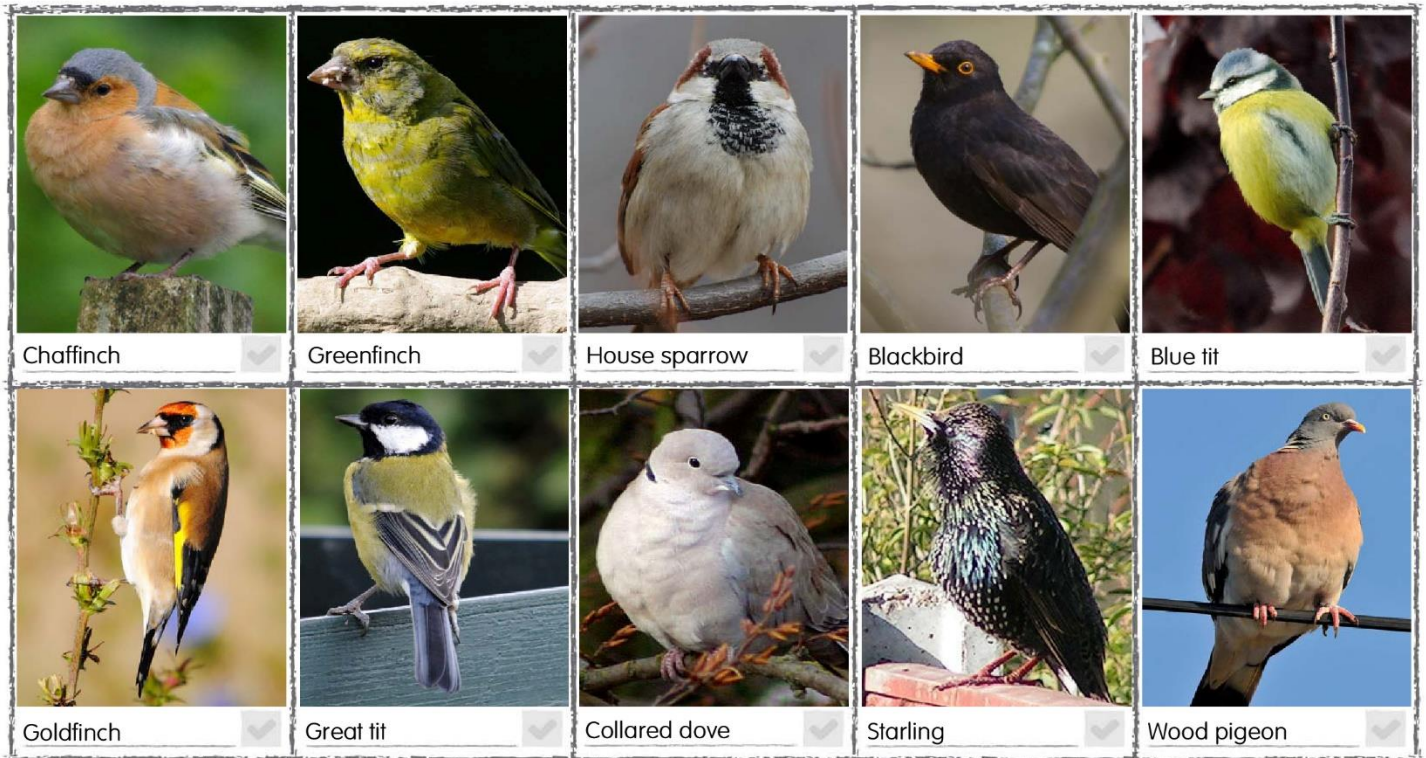 Chaffinch
Greenfinch
House sparrow
Blackbird
Blue tit
Goldfinch
Great tit
Collared dove
Starling
Wood pigeon